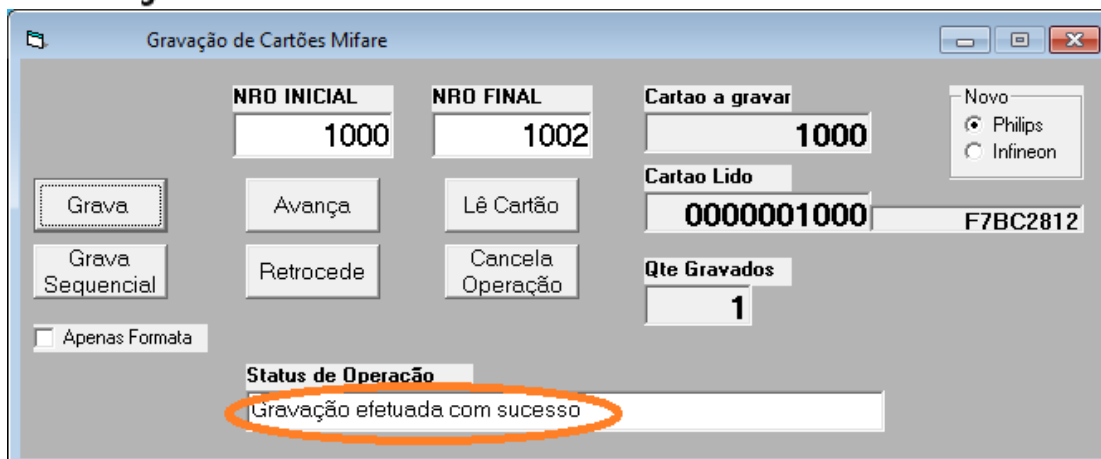 Gravação de Cartões Mifare
NRO INICIAL
NRO FINAL
Cartao a gravar
Novo
1000
1002
1000
Philips
Infineon
Cartao Lido
Grava
Avança
Lê Cartão
0000001000
F7BC2812
Grava
Sequencial
Retrocede
Cancela
Operação
Qte Gravados
1
Apenas Formata
Status de Operacão
Gravação efetuada com sucesso